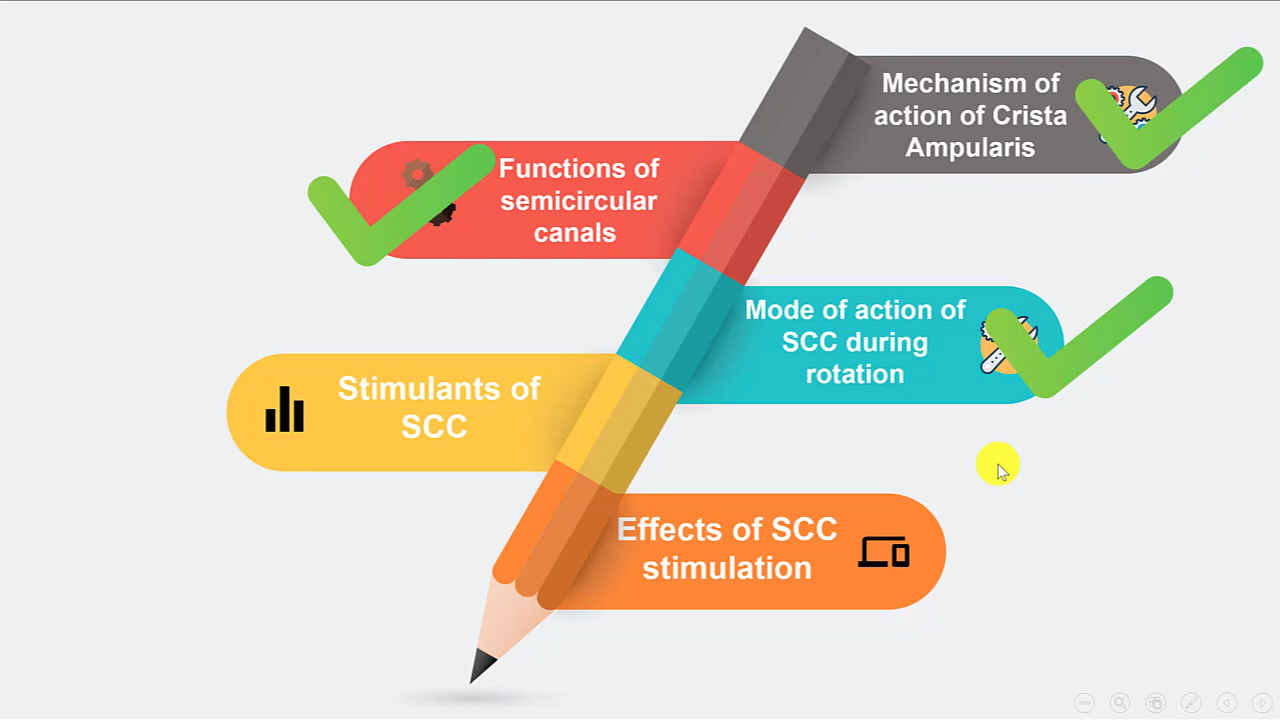 Mechanism of
action of Crista
Ampularis
Functions of
semicircular
canals
Mode of action of
SCC during
rotation
Stimulants of
SCC
Effects of SCC
stimulation